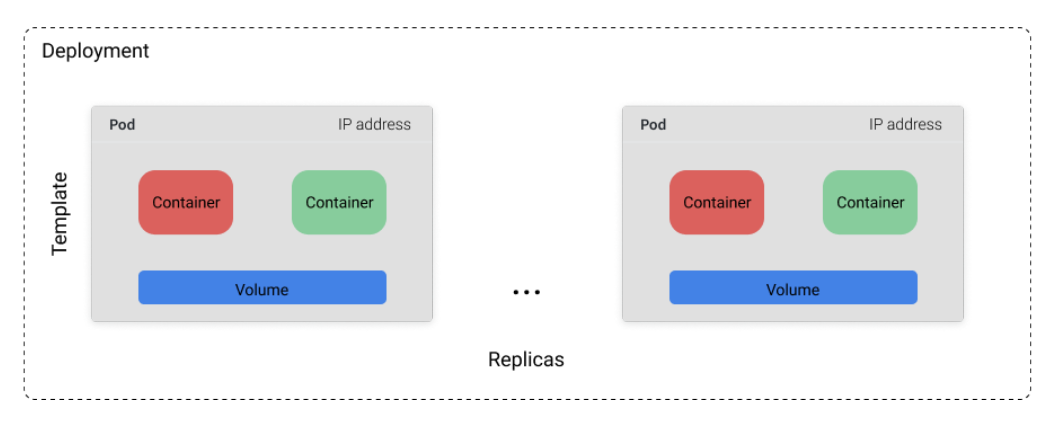 Deployment
Pod IP address
Container Container
Volume
Template
...
Pod IP address
Container Container
Volume
Replicas